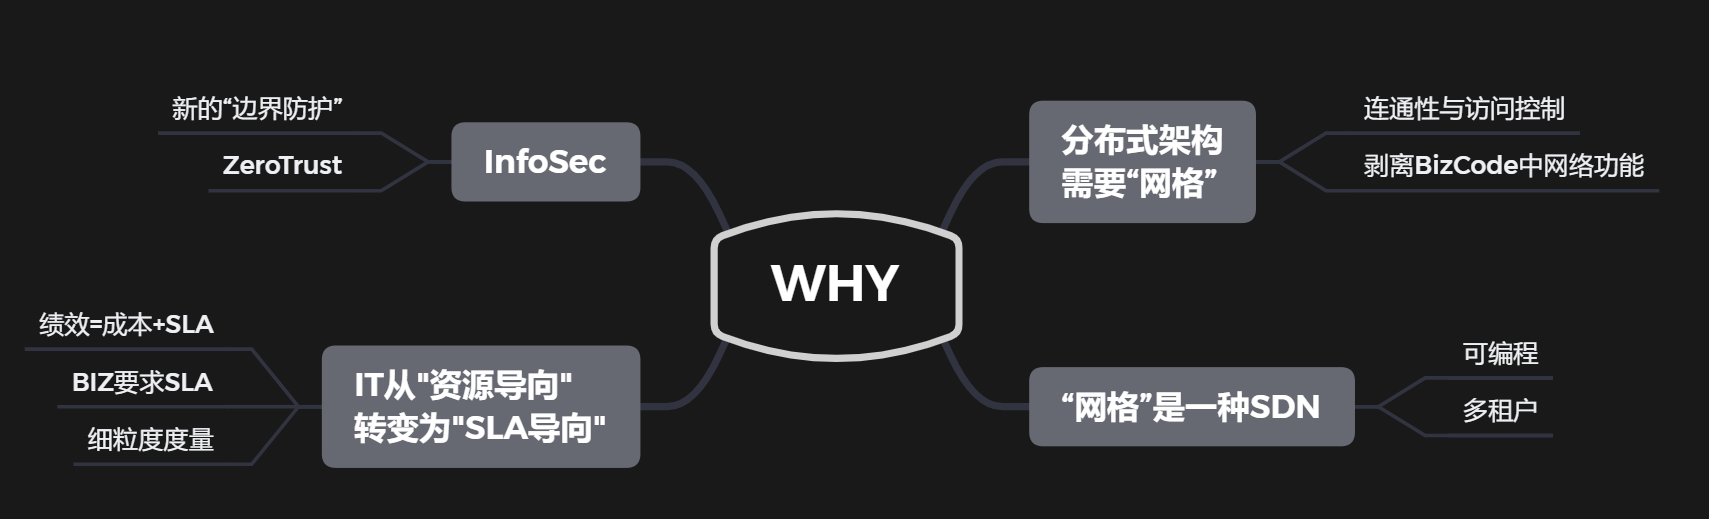 WHY
分布式架构
需要“网格”
连通性与访问控制
剥离BizCode中网络功能
“网格”是一种SDN
可编程
多租户
InfoSec
新的“边界防护”
ZeroTrust
IT从"资源导向"
转变为"SLA导向"
绩效=成本+SLA
BIZ要求SLA
细粒度度量